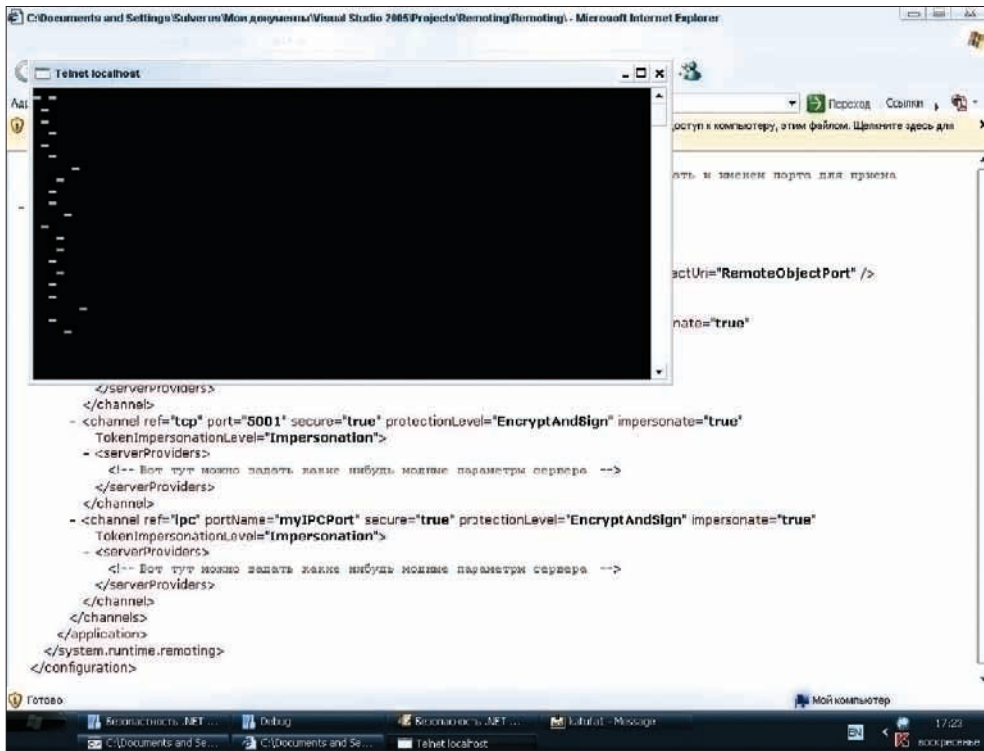 C:\Documents and Settings\Sulverus\Мои документы\Visual Studio 2005\Projects\Remoting\Remoting\ - Microsoft Internet Explorer
Telnet localhost
Переход Ссылки
доступ к компьютеру, этим файлом. Щелкните здесь для
ать и именем порта для приема
ectUri="RemoteObjectPort" />
nate="true"
</serverProviders>
</channel>
- <channel ref="tcp" port="5001" secure="true" protectionLevel="EncryptAndSign" impersonate="true"
TokenImpersonationLevel="Impersonation">
- <serverProviders>
<!-- Вот тут можно задать какие нибудь модные параметры сервера -->
</serverProviders>
</channel>
- <channel ref="ipc" portName="myIPCPort" secure="true" protectionLevel="EncryptAndSign" impersonate="true"
TokenImpersonationLevel="Impersonation">
- <serverProviders>
<!-- Вот тут можно задать какие нибудь модные параметры сервера -->
</serverProviders>
</channel>
</channels>
</application>
</system.runtime.remoting>
</configuration>
Готово Мой компьютер
Безопасность .NET ... Debug Безопасность .NET ... - Message
C:\Documents and Se... C:\Documents and Se... Telnet localhost EN 17:23
воскресенье